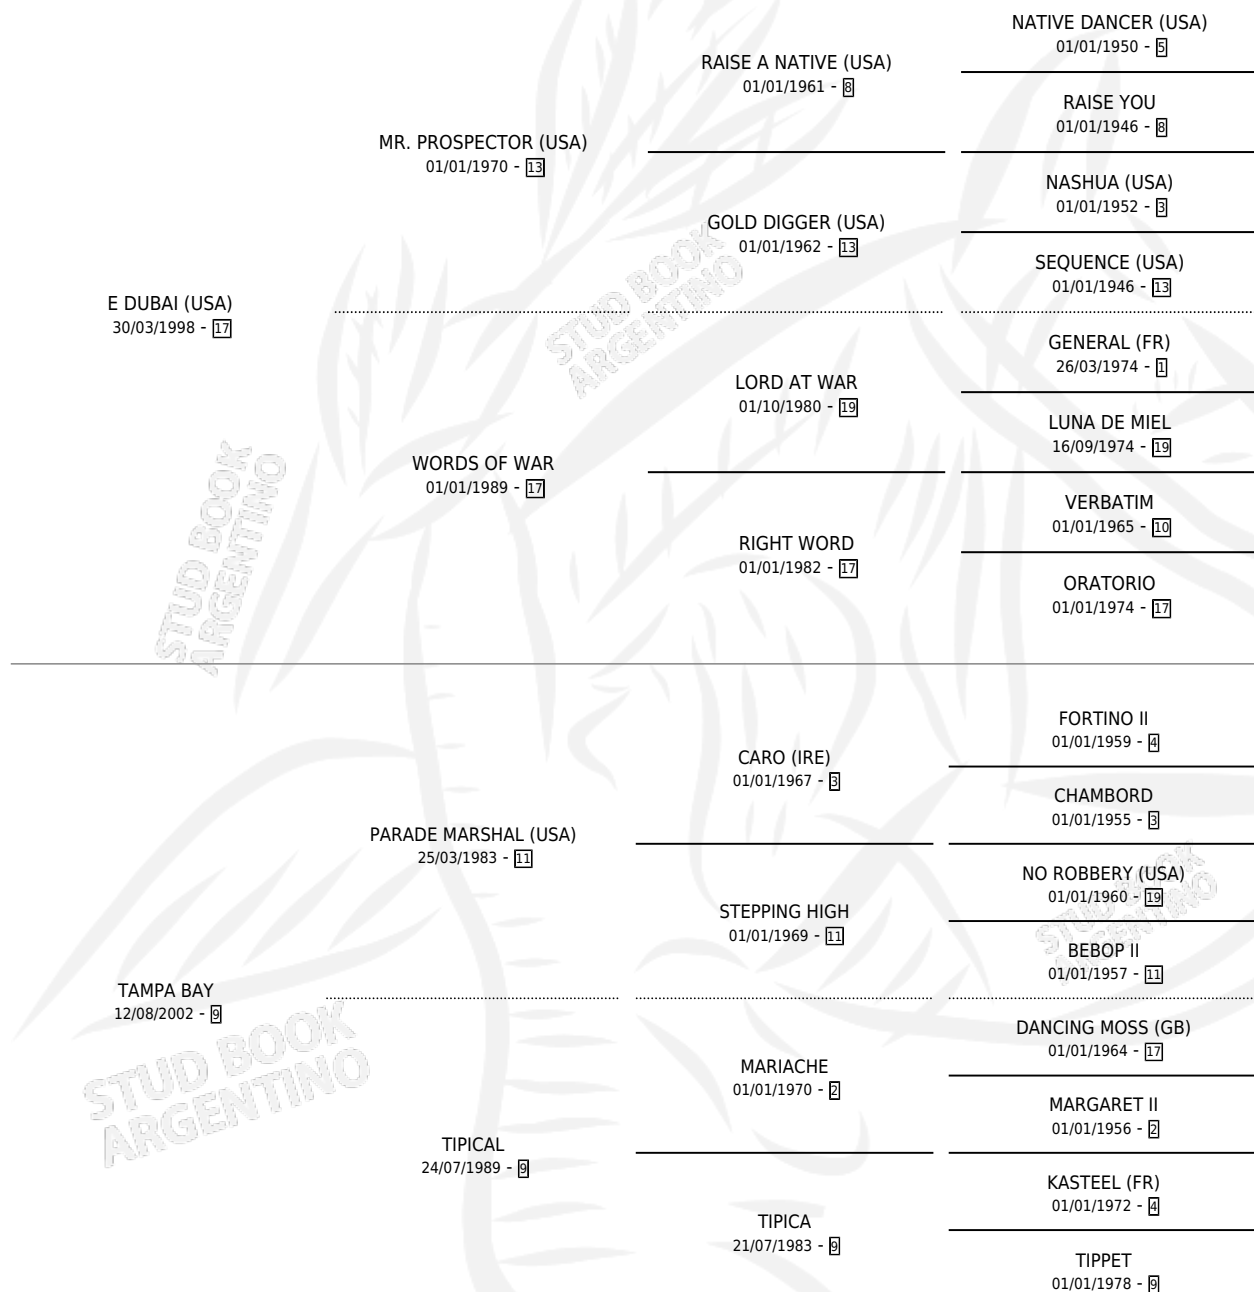 NATIVE DANCER (USA)
01/01/1950 - 5
RAISE A NATIVE (USA)
01/01/1961 - 8
RAISE YOU
01/01/1946 - 8
MR. PROSPECTOR (USA)
01/01/1970 - 13
NASHUA (USA)
01/01/1952 - 3
GOLD DIGGER (USA)
01/01/1962 - 13
SEQUENCE (USA)
01/01/1946 - 13
E DUBAI (USA)
30/03/1998 - 17
GENERAL (FR)
26/03/1974 - 1
LORD AT WAR
01/10/1980 - 19
LUNA DE MIEL
16/09/1974 - 19
WORDS OF WAR
01/01/1989 - 17
VERBATIM
01/01/1965 - 10
RIGHT WORD
01/01/1982 - 17
ORATORIO
01/01/1974 - 17
STUD BOOK
ARGENTINO
STUD BOOK
ARGENTINO
FORTINO II
01/01/1959 - 4
CARO (IRE)
01/01/1967 - 3
CHAMBORD
01/01/1955 - 3
PARADE MARSHAL (USA)
25/03/1983 - 11
NO ROBBERY (USA)
01/01/1960 - 19
STEPPING HIGH
01/01/1969 - 11
BEBOP II
01/01/1957 - 11
TAMPA BAY
12/08/2002 - 9
DANCING MOSS (GB)
01/01/1964 - 17
MARIACHE
01/01/1970 - 2
MARGARET II
01/01/1956 - 2
TIPICAL
24/07/1989 - 9
KASTEEL (FR)
01/01/1972 - 4
TIPICA
21/07/1983 - 9
TIPPET
01/01/1978 - 9
STUD BOOK
ARGENTINO
STUD BOOK
ARGENTINO